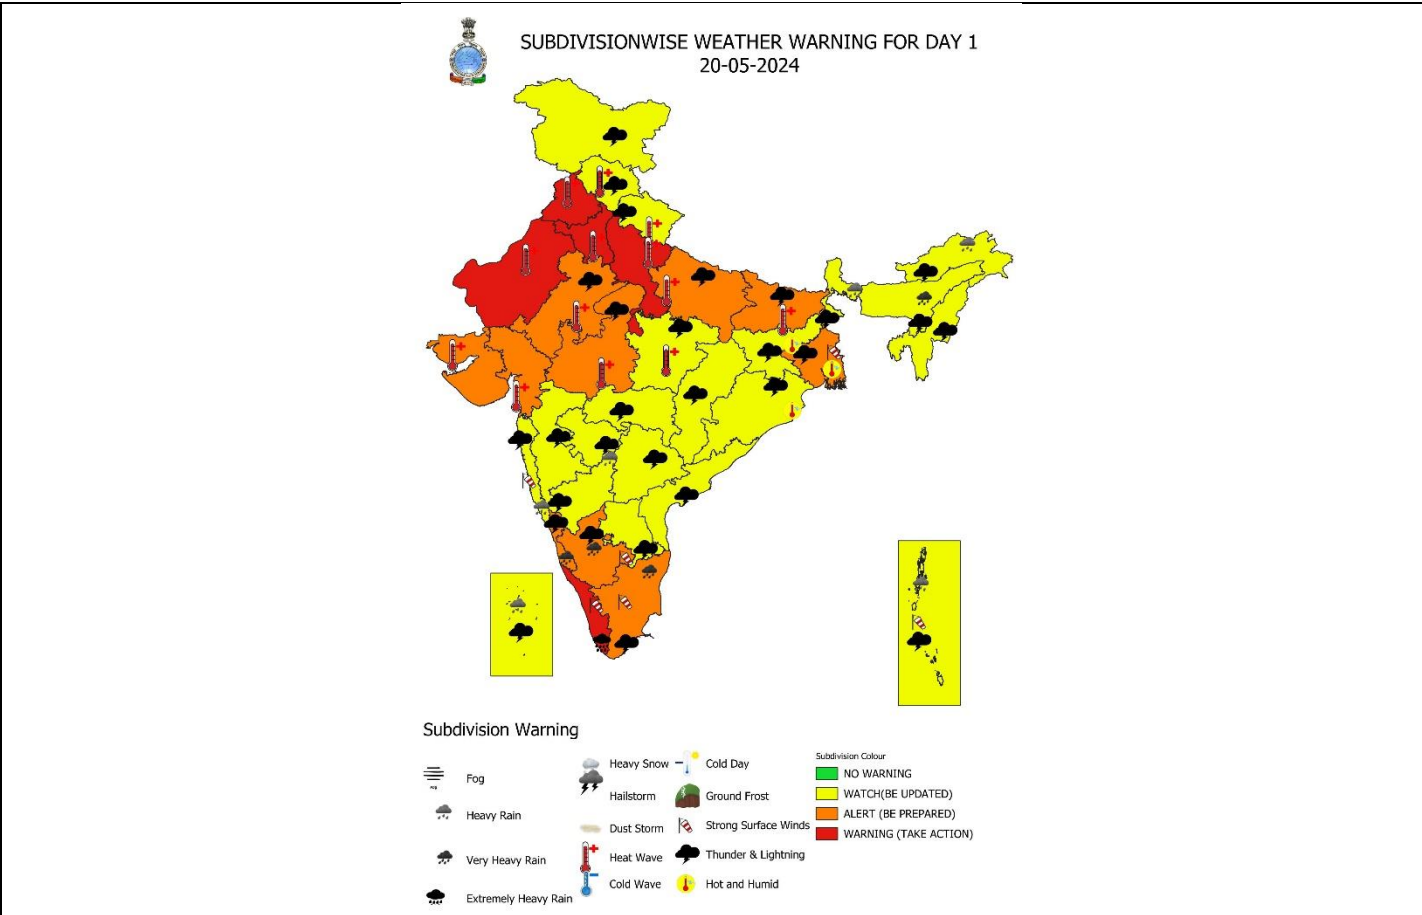 SUBDIVISIONWISE WEATHER WARNING FOR DAY 1
20-05-2024
Subdivision Warning
Fog
Heavy Rain
Very Heavy Rain
Extremely Heavy Rain
Heavy Snow
Hailstorm
Dust Storm
Heat Wave
Cold Wave
Cold Day
Ground Frost
Strong Surface Winds
Thunder & Lightning
Hot and Humid
Subdivision Colour
NO WARNING
WATCH(BE UPDATED)
ALERT (BE PREPARED)
WARNING (TAKE ACTION)